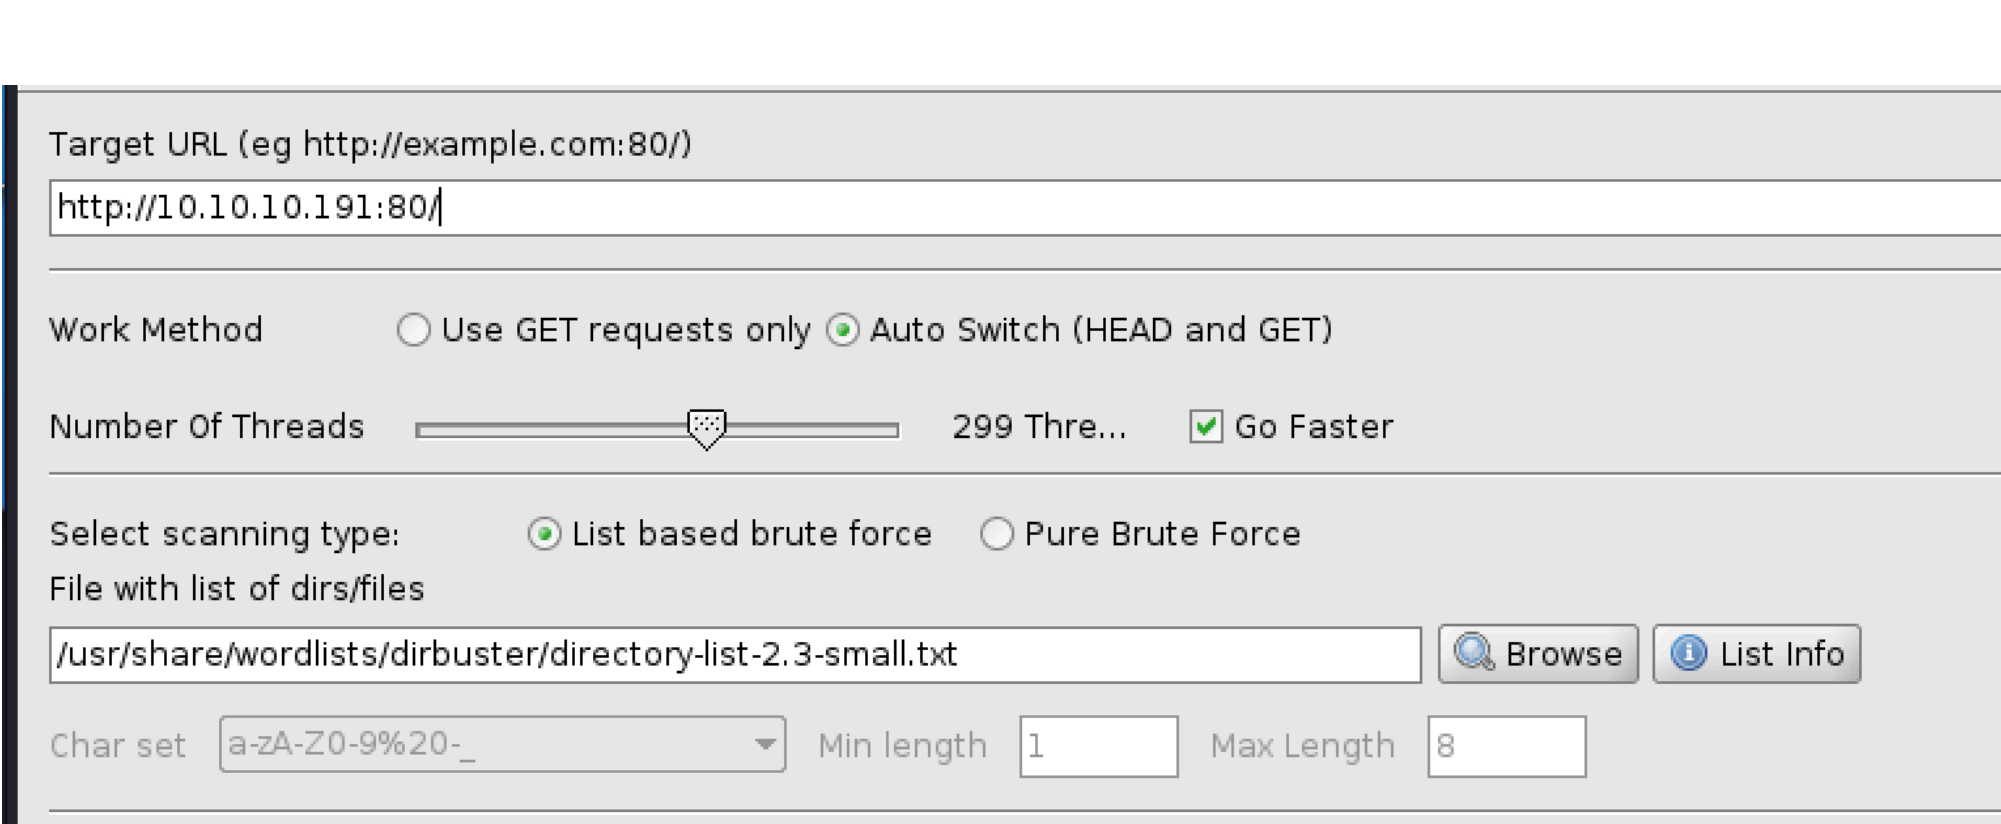 Target URL (eg http://example.com:80/)
http://10.10.10.191:80/
Work Method Use GET requests only Auto Switch (HEAD and GET)
Number Of Threads 299 Thre... Go Faster
Select scanning type: List based brute force Pure Brute Force
File with list of dirs/files
/usr/share/wordlists/dirbuster/directory-list-2.3-small.txt Browse List Info
Char set a-zA-Z0-9%20-_ Min length 1 Max Length 8